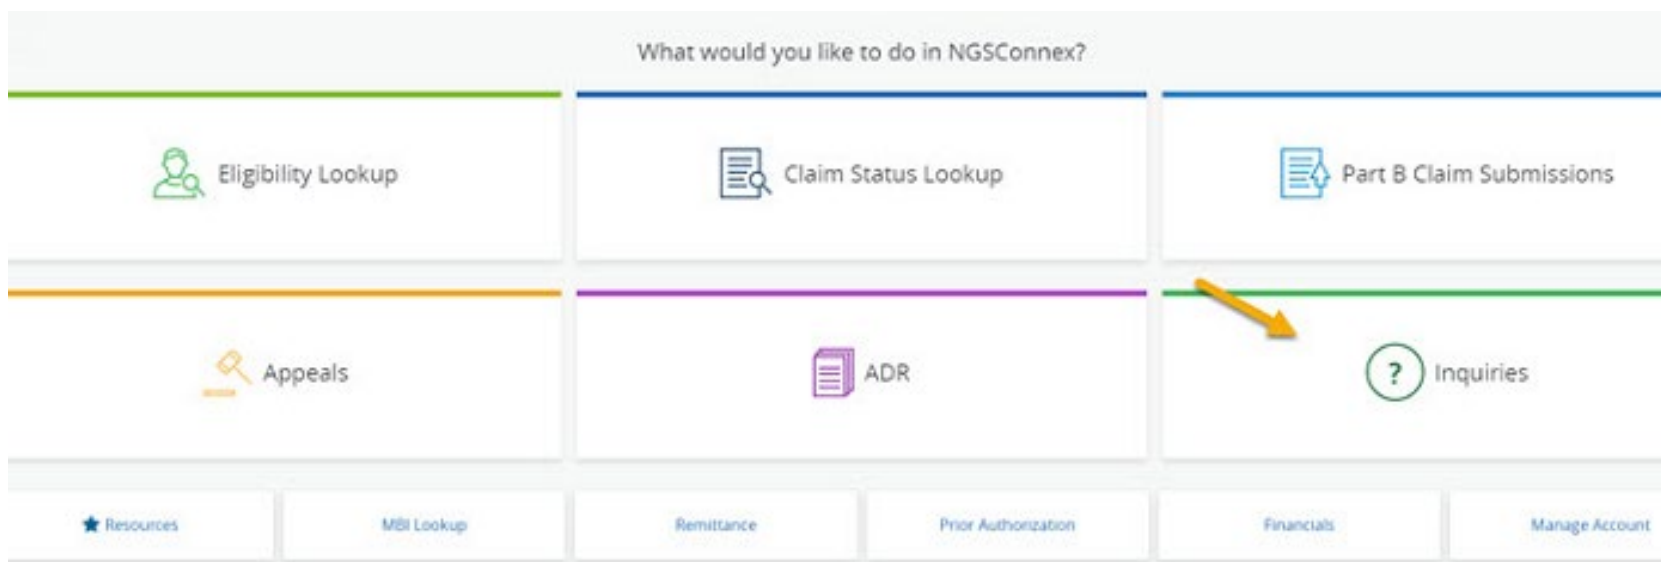 What would you like to do in NGSConnex?
Eligibility Lookup
Claim Status Lookup
Part B Claim Submissions
Appeals
ADR
? Inquiries
Resources
MBI Lookup
Remittance
Prior Authorization
Financials
Manage Account